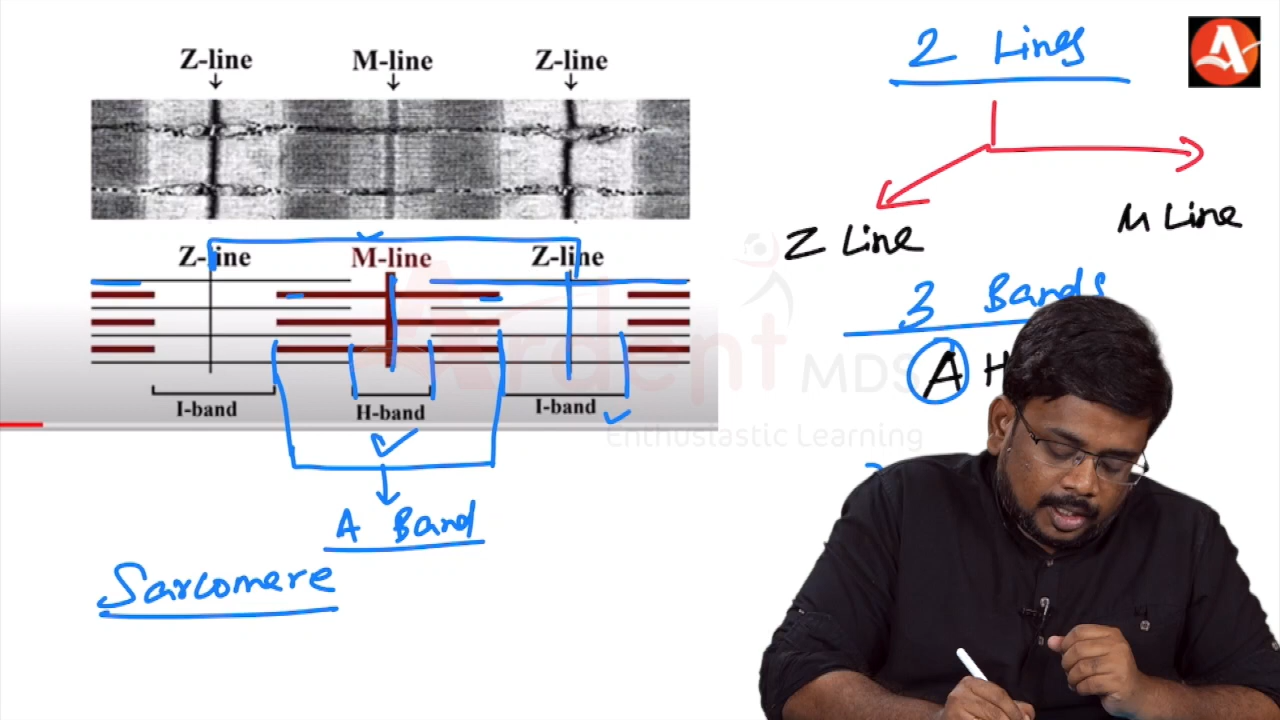 Z-line M-line Z-line
Z-line M-line Z-line
I-band H-band I-band
A Band
Sarcomere
2 Lines
Z Line M Line
3 Bands
A H
Ardent
MDS
Enthusiastic Learning